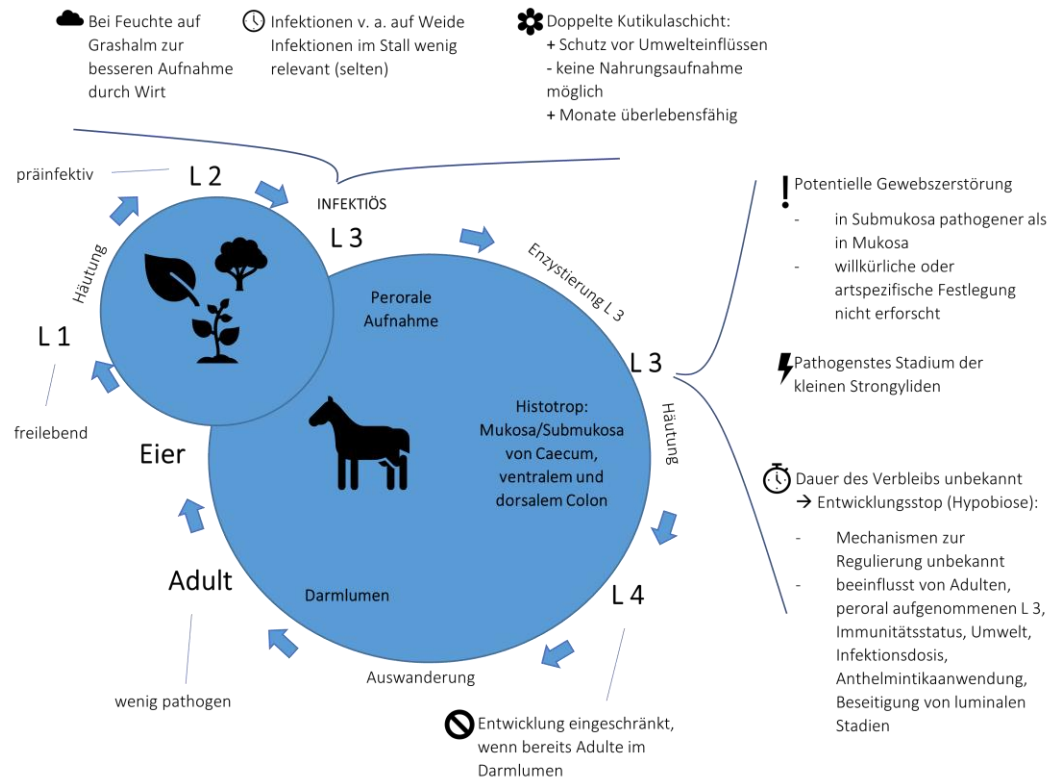 Bei Feuchte auf
Grashalm zur
besseren Aufnahme
durch Wirt
Infektionen v. a. auf Weide
Infektionen im Stall wenig
relevant (selten)
Doppelte Kutikulaschicht:
+ Schutz vor Umwelteinflüssen
- keine Nahrungsaufnahme
möglich
+ Monate überlebensfähig
präinfektiv
L 2
INFEKTIÖS
L 3
Häutung
L 1
freilebend
Perorale
Aufnahme
Enzystierung L 3
L 3
Häutung
Histotrop:
Mukosa/Submukosa
von Caecum,
ventralem und
dorsalem Colon
Eier
Adult
Darmlumen
L 4
Auswanderung
wenig pathogen
Entwicklung eingeschränkt,
wenn bereits Adulte im
Darmlumen
! Potentielle Gewebszerstörung
- in Submukosa pathogener als
in Mukosa
- willkürliche oder
artspezifische Festlegung
nicht erforscht
Pathogenstes Stadium der
kleinen Strongyliden
Dauer des Verbleibs unbekannt
→ Entwicklungsstop (Hypobiose):
- Mechanismen zur
Regulierung unbekannt
- beeinflusst von Adulten,
peroral aufgenommenen L 3,
Immunitätsstatus, Umwelt,
Infektionsdosis,
Anthelmintikaanwendung,
Beseitigung von luminalen
Stadien